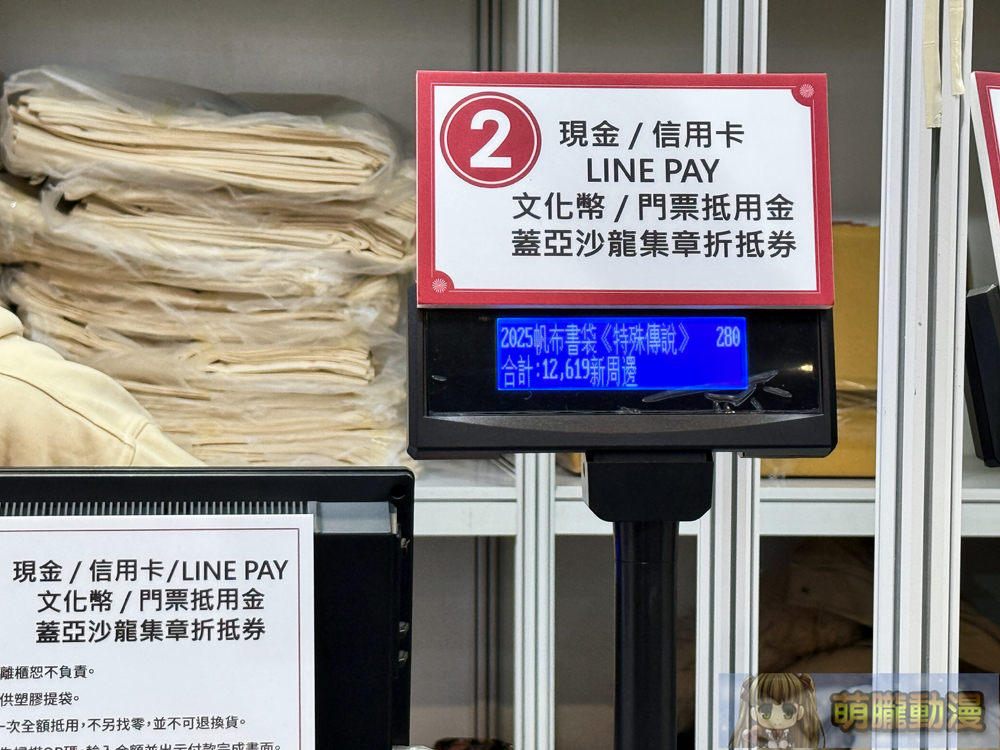 2
現金 / 信用卡
LINE PAY
文化幣 / 門票抵用金
蓋亞沙龍集章折抵券
2025帆布書袋《特殊傳說》 280
合計:12,619新周邊
現金 / 信用卡/LINE PAY
文化幣 / 門票抵用金
蓋亞沙龍集章折抵券
離櫃恕不負責。
供塑膠提袋。
一次全額抵用,不另找零,並不可退換貨。
萌朧動漫